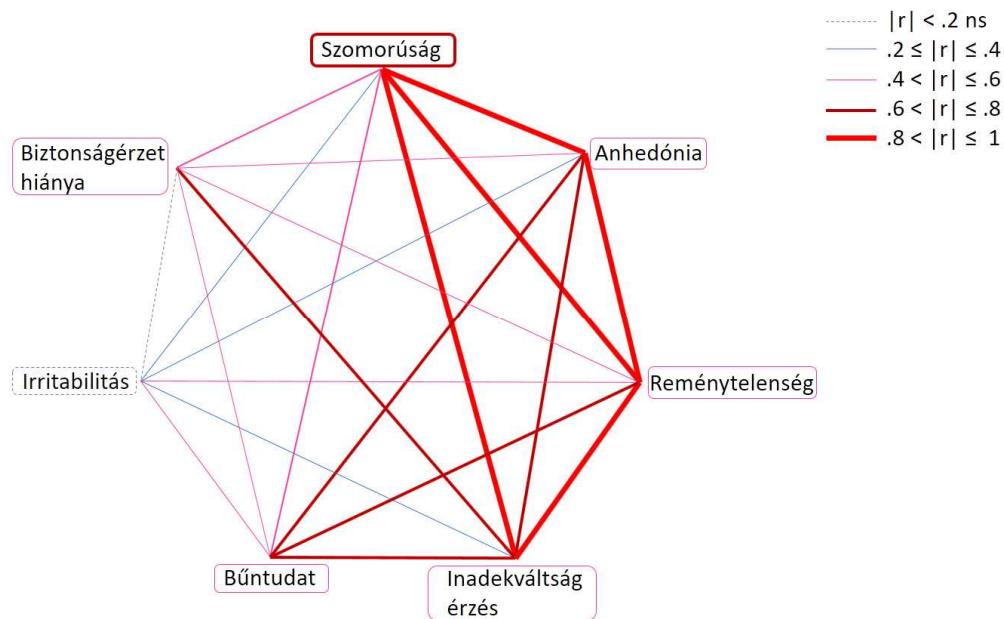 |r| < .2 ns
.2 ≤ |r| ≤ .4
.4 < |r| ≤ .6
.6 < |r| ≤ .8
.8 < |r| ≤ 1
Szomorúság
Biztonságérzet
hiánya
Anhedónia
Irritabilitás
Reménytelenség
Bűntudat
Inadekváltság
érzés